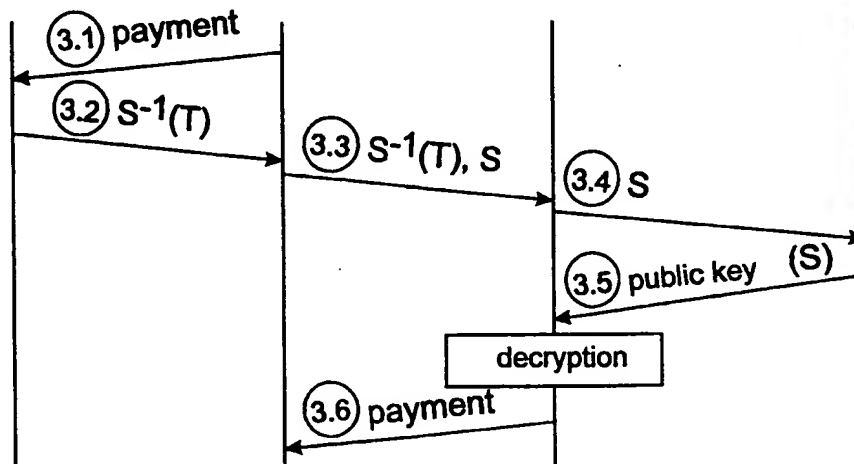 3.1 payment
3.2 S-1(T)
3.3 S-1(T), S
3.4 S
3.5 public key (S)
decryption
3.6 payment